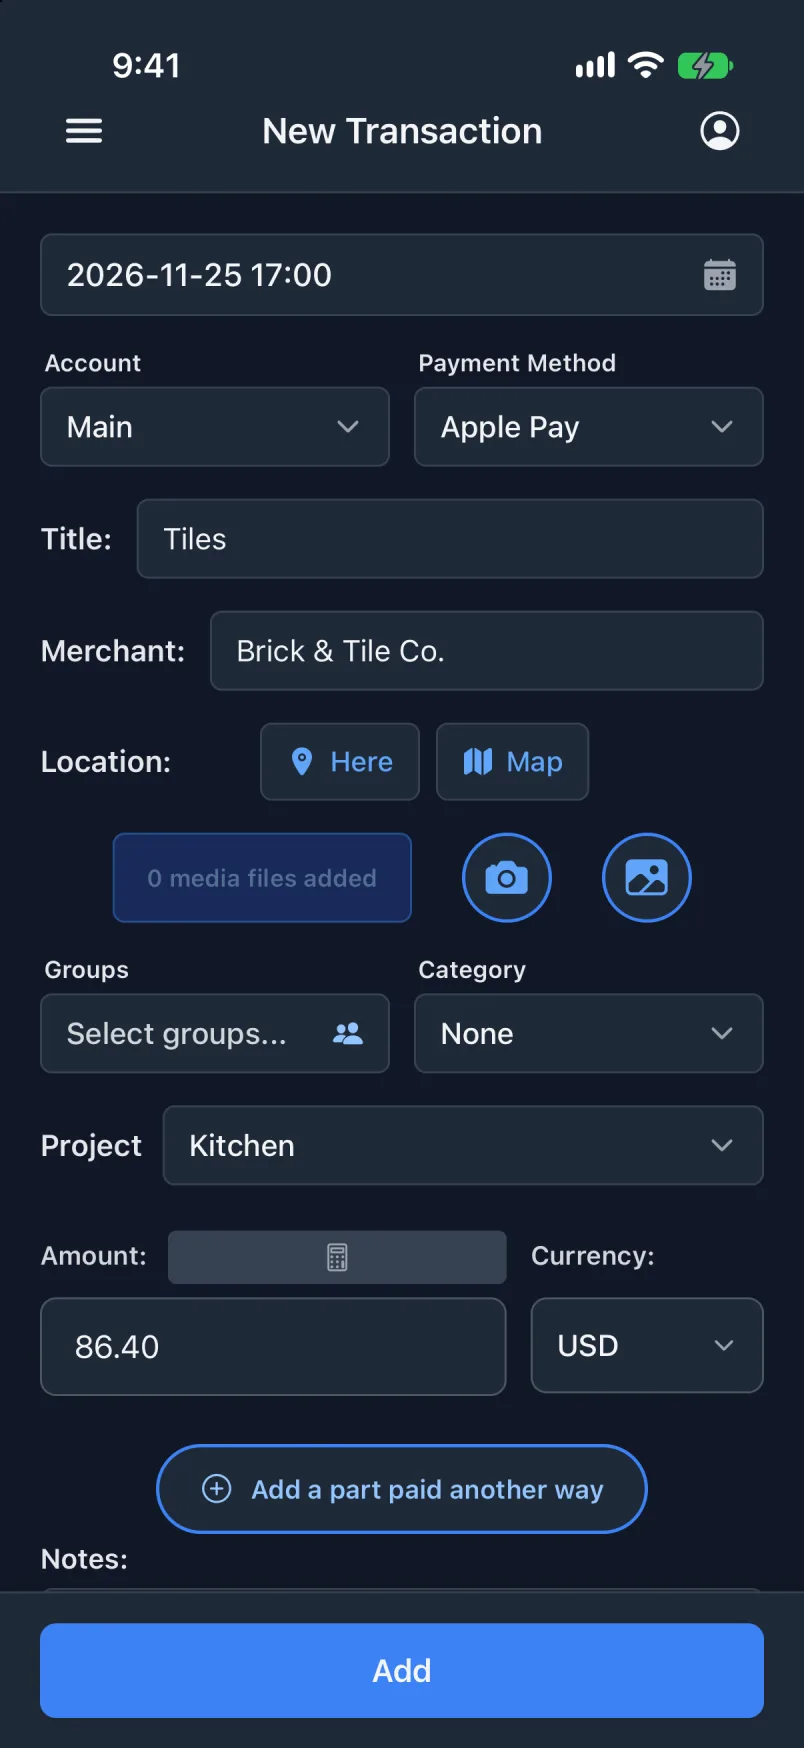 9:41
New Transaction
2026-11-25 17:00
Account
Payment Method
Main
Apple Pay
Title:
Tiles
Merchant:
Brick & Tile Co.
Location:
Here
Map
0 media files added
Groups
Category
Select groups...
None
Project
Kitchen
Amount:
Currency:
86.40
USD
Add a part paid another way
Notes:
Add